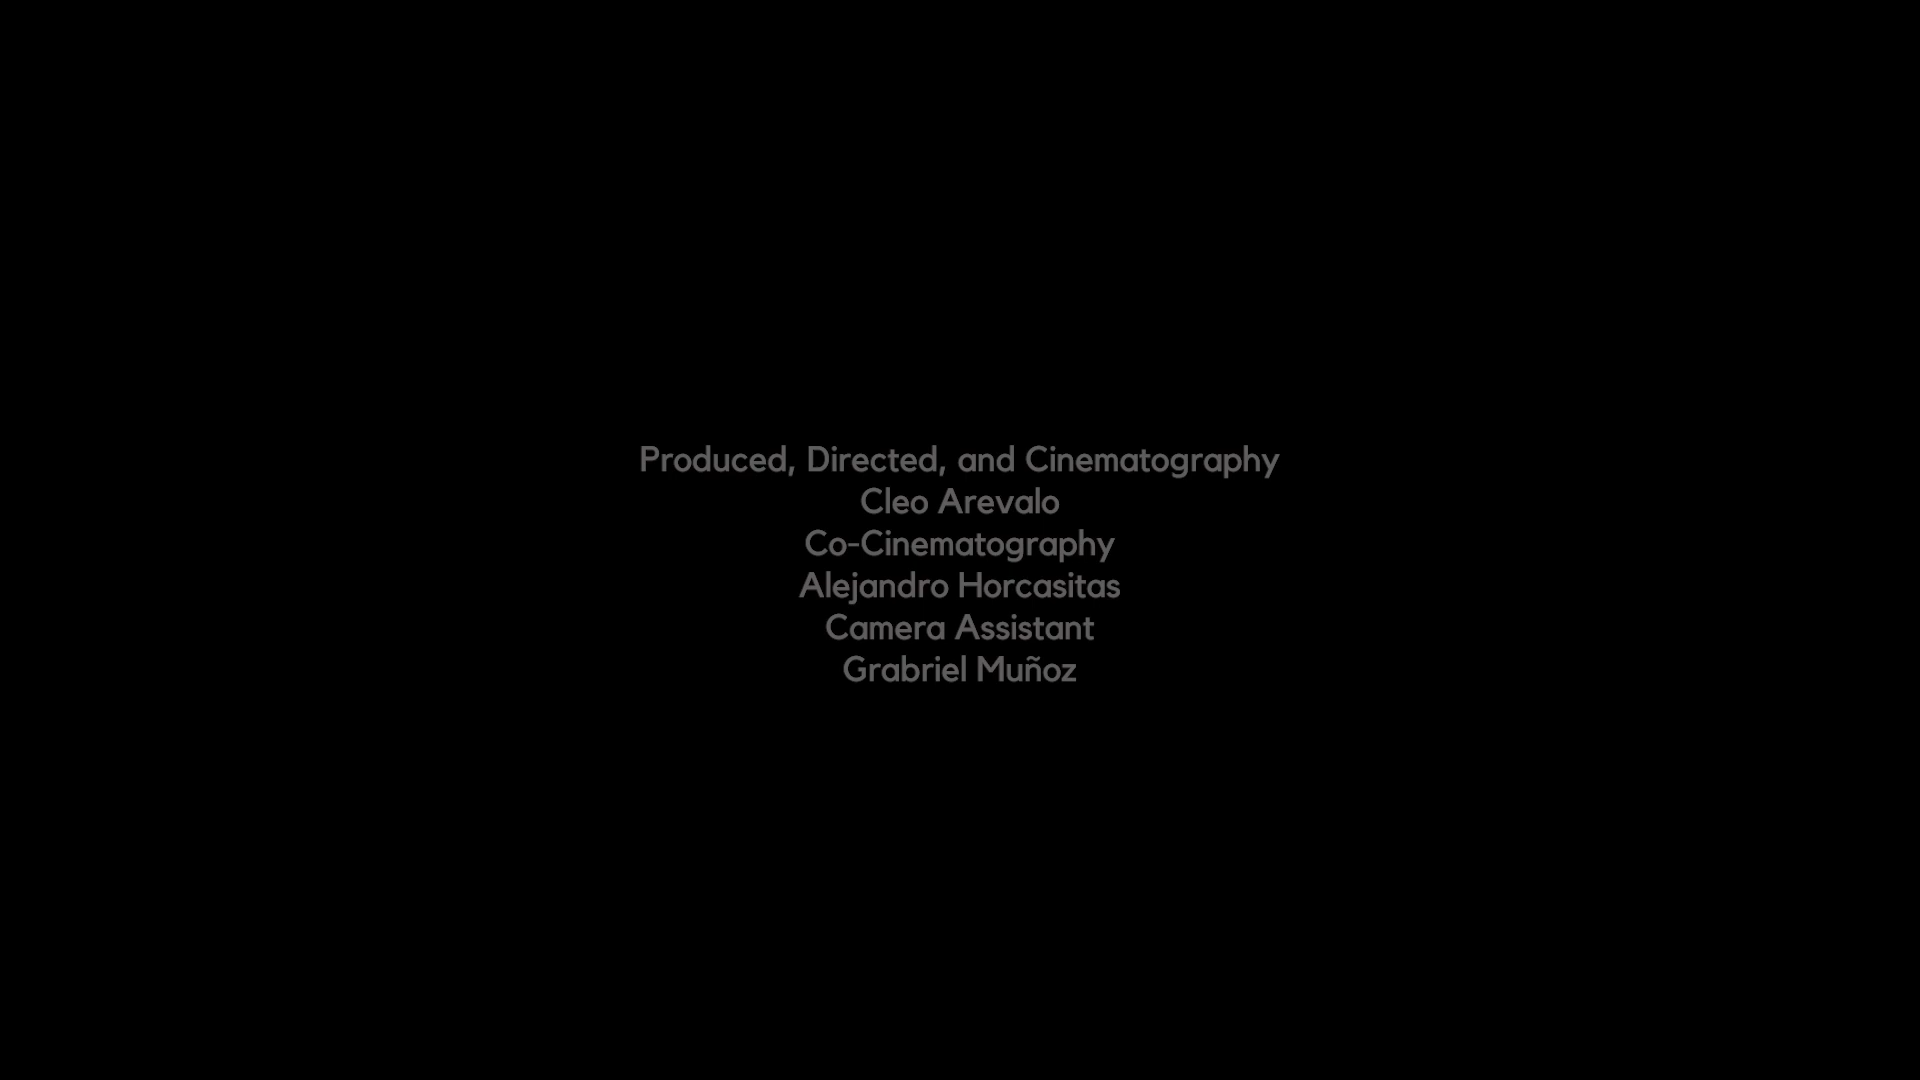 Produced, Directed, and Cinematography
Cleo Arevalo
Co-Cinematography
Alejandro Horcasitas
Camera Assistant
Grabriel Muñoz